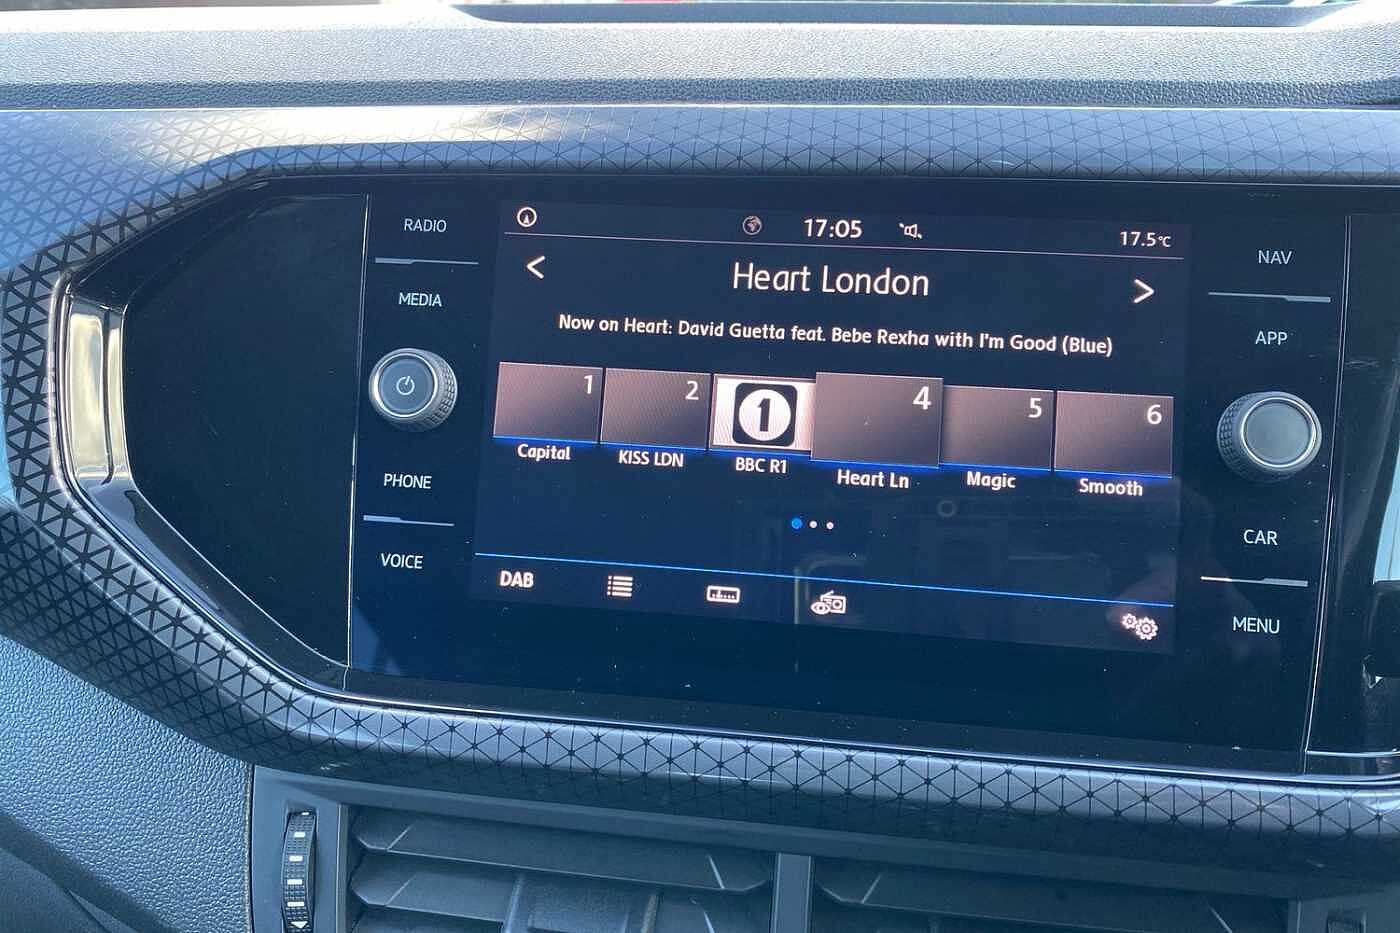 RADIO
MEDIA
PHONE
VOICE
17:05
17.5°C
< Heart London >
Now on Heart: David Guetta feat. Bebe Rexha with I'm Good (Blue)
1 2 1 4 5 6
Capital KISS LDN BBC R1 Heart Ln Magic Smooth
DAB
NAV
APP
CAR
MENU